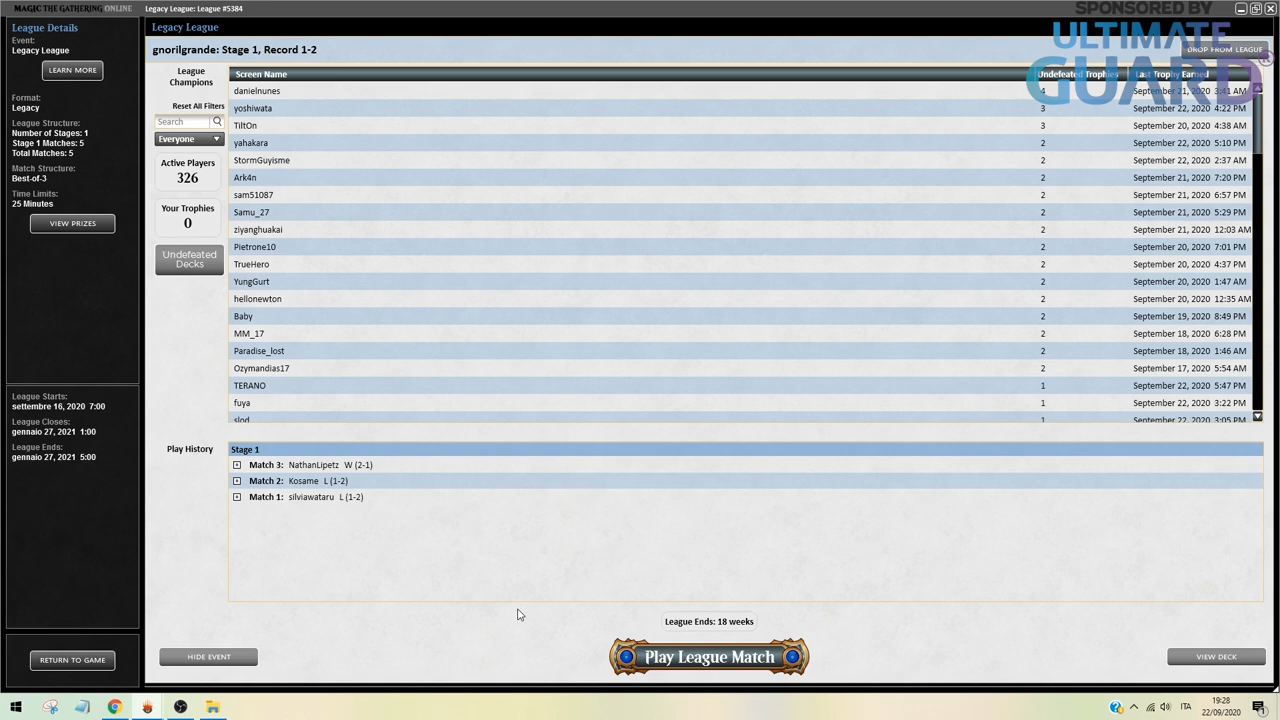 MAGIC THE GATHERING ONLINE
Legacy League: League #5384
SPONSORED BY
ULTIMATE
GUARD®
League Details
Event:
Legacy League
LEARN MORE
Format:
Legacy
League Structure:
Number of Stages: 1
Stage 1 Matches: 5
Total Matches: 5
Match Structure:
Best-of-3
Time Limits:
25 Minutes
VIEW PRIZES
League Starts:
settembre 16, 2020 7:00
League Closes:
gennaio 27, 2021 1:00
League Ends:
gennaio 27, 2021 5:00
RETURN TO GAME
Legacy League
gnorilgrande: Stage 1, Record 1-2
DROP FROM LEAGUE
League
Champions
Reset All Filters
Search
Everyone
Active Players
326
Your Trophies
0
Undefeated
Decks
Screen Name Undefeated Trophies Last Trophy Earned
danielnunes 4 September 21, 2020 3:41 AM
yoshiwata 3 September 22, 2020 4:22 PM
TiltOn 3 September 20, 2020 4:38 AM
yahakara 2 September 22, 2020 5:10 PM
StormGuyisme 2 September 22, 2020 2:37 AM
Ark4n 2 September 21, 2020 7:20 PM
sam51087 2 September 21, 2020 6:57 PM
Samu_27 2 September 21, 2020 5:29 PM
ziyanghuakai 2 September 21, 2020 12:03 AM
Pietrone10 2 September 20, 2020 7:01 PM
TrueHero 2 September 20, 2020 4:37 PM
YungGurt 2 September 20, 2020 1:47 AM
hellonewton 2 September 20, 2020 12:35 AM
Baby 2 September 19, 2020 8:49 PM
MM_17 2 September 18, 2020 6:28 PM
Paradise_lost 2 September 18, 2020 1:46 AM
Ozymandias17 2 September 17, 2020 5:54 AM
TERANO 1 September 22, 2020 5:47 PM
fuya 1 September 22, 2020 3:22 PM
slod 1 September 22, 2020 3:05 PM
Play History
Stage 1
Match 3: NathanLipetz W (2-1)
Match 2: Kosame L (1-2)
Match 1: silviawataru L (1-2)
League Ends: 18 weeks
HIDE EVENT
Play League Match
VIEW DECK
ITA
19:28
22/09/2020
1